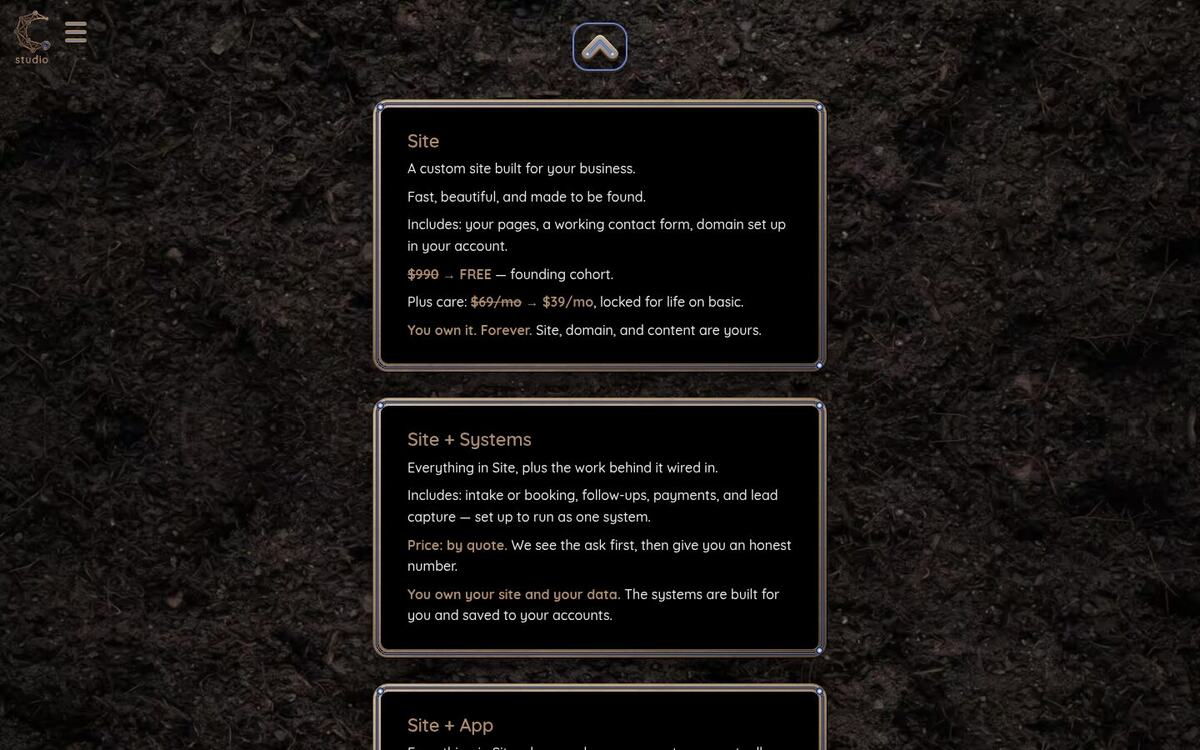 studio
Site
A custom site built for your business.
Fast, beautiful, and made to be found.
Includes: your pages, a working contact form, domain set up
in your account.
$990 → FREE — founding cohort.
Plus care: $69/mo → $39/mo, locked for life on basic.
You own it. Forever. Site, domain, and content are yours.
Site + Systems
Everything in Site, plus the work behind it wired in.
Includes: intake or booking, follow-ups, payments, and lead
capture — set up to run as one system.
Price: by quote. We see the ask first, then give you an honest
number.
You own your site and your data. The systems are built for
you and saved to your accounts.
Site + App